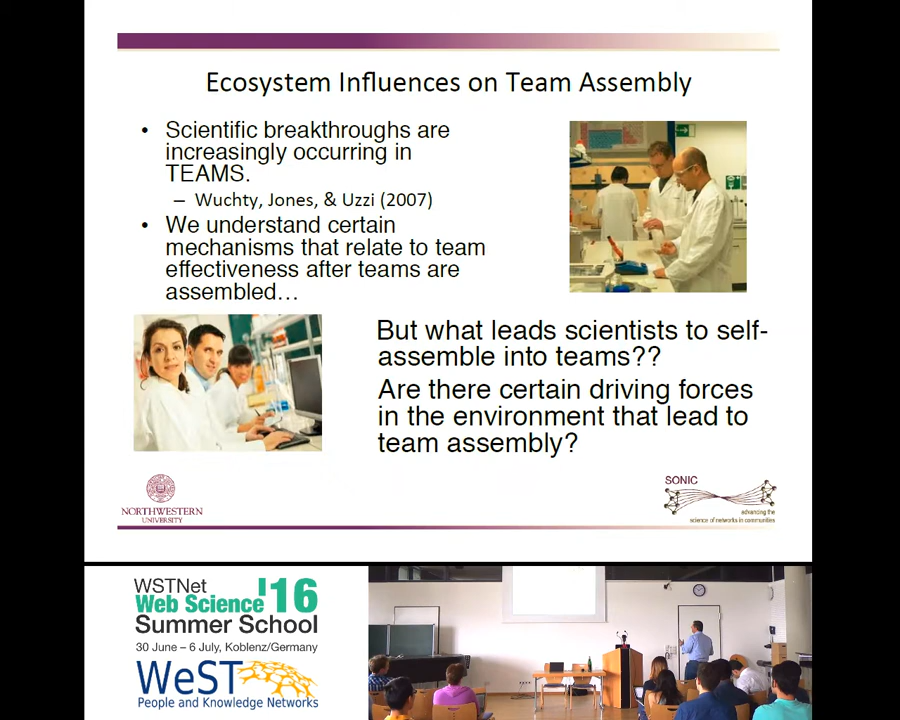 Ecosystem Influences on Team Assembly
• Scientific breakthroughs are
increasingly occurring in
TEAMS.
– Wuchty, Jones, & Uzzi (2007)
• We understand certain
mechanisms that relate to team
effectiveness after teams are
assembled…
But what leads scientists to self-
assemble into teams??
Are there certain driving forces
in the environment that lead to
team assembly?
NORTHWESTERN
UNIVERSITY
SONIC
advancing the
science of networks in communities
WSTNet
Web Science '16
Summer School
30 June – 6 July, Koblenz/Germany
WeST
People and Knowledge Networks